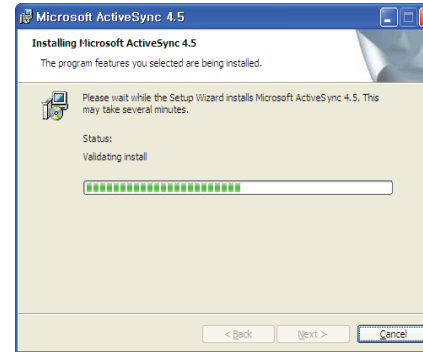 Microsoft ActiveSync 4.5
Installing Microsoft ActiveSync 4.5
The program features you selected are being installed.
Please wait while the Setup Wizard installs Microsoft ActiveSync 4.5. This
may take several minutes.
Status:
Validating install
< Back
Next >
Cancel